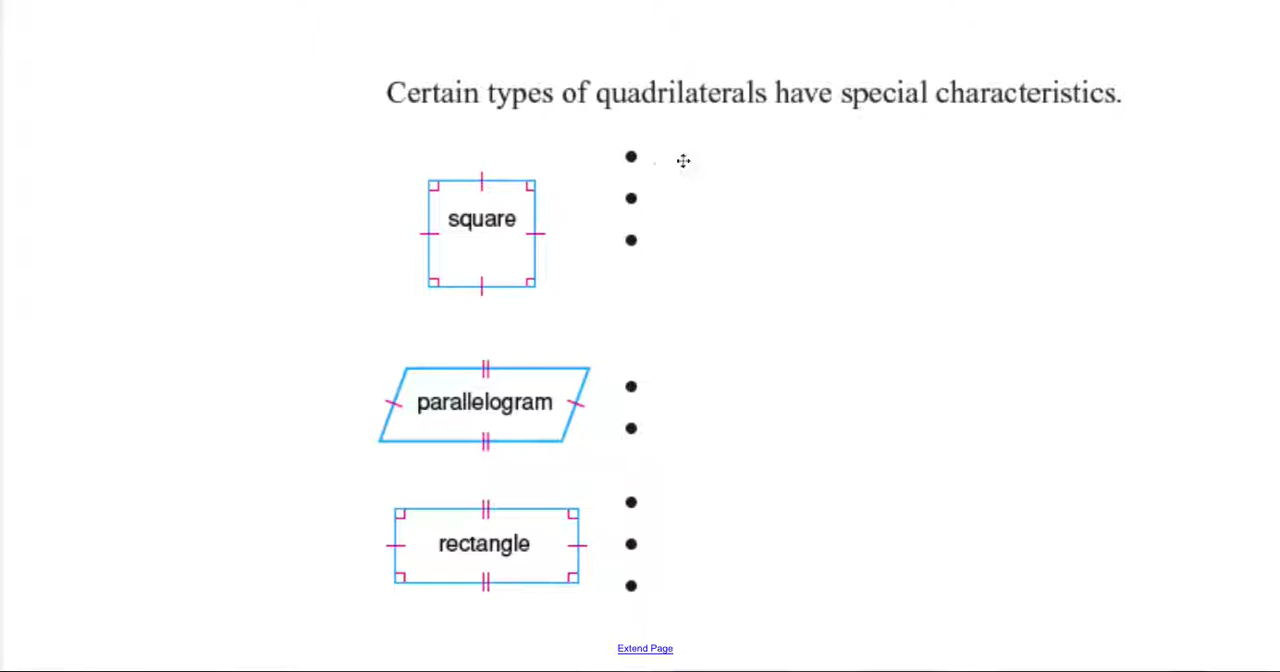 Certain types of quadrilaterals have special characteristics.
square
parallelogram
rectangle
Extend Page